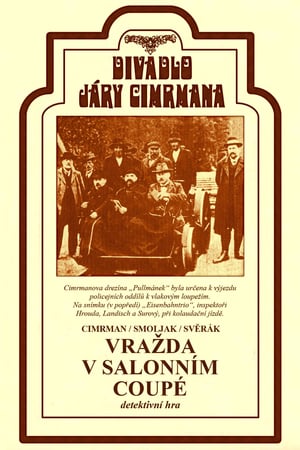 DIVADLO
JÁRY CIMRMANA
Cimrmanova drezína „Pullmánek" byla určena k výjezdu
policejních oddílů k vlakovým loupežím.
Na snímku (v popředí) „Eisenbahntrio", inspektoři
Hrouda, Landisch a Surový, při kolaudační jízdě.
CIMRMAN / SMOLJAK / SVĚRÁK
VRAŽDA
V SALONNÍM
COUPÉ
detektivní hra